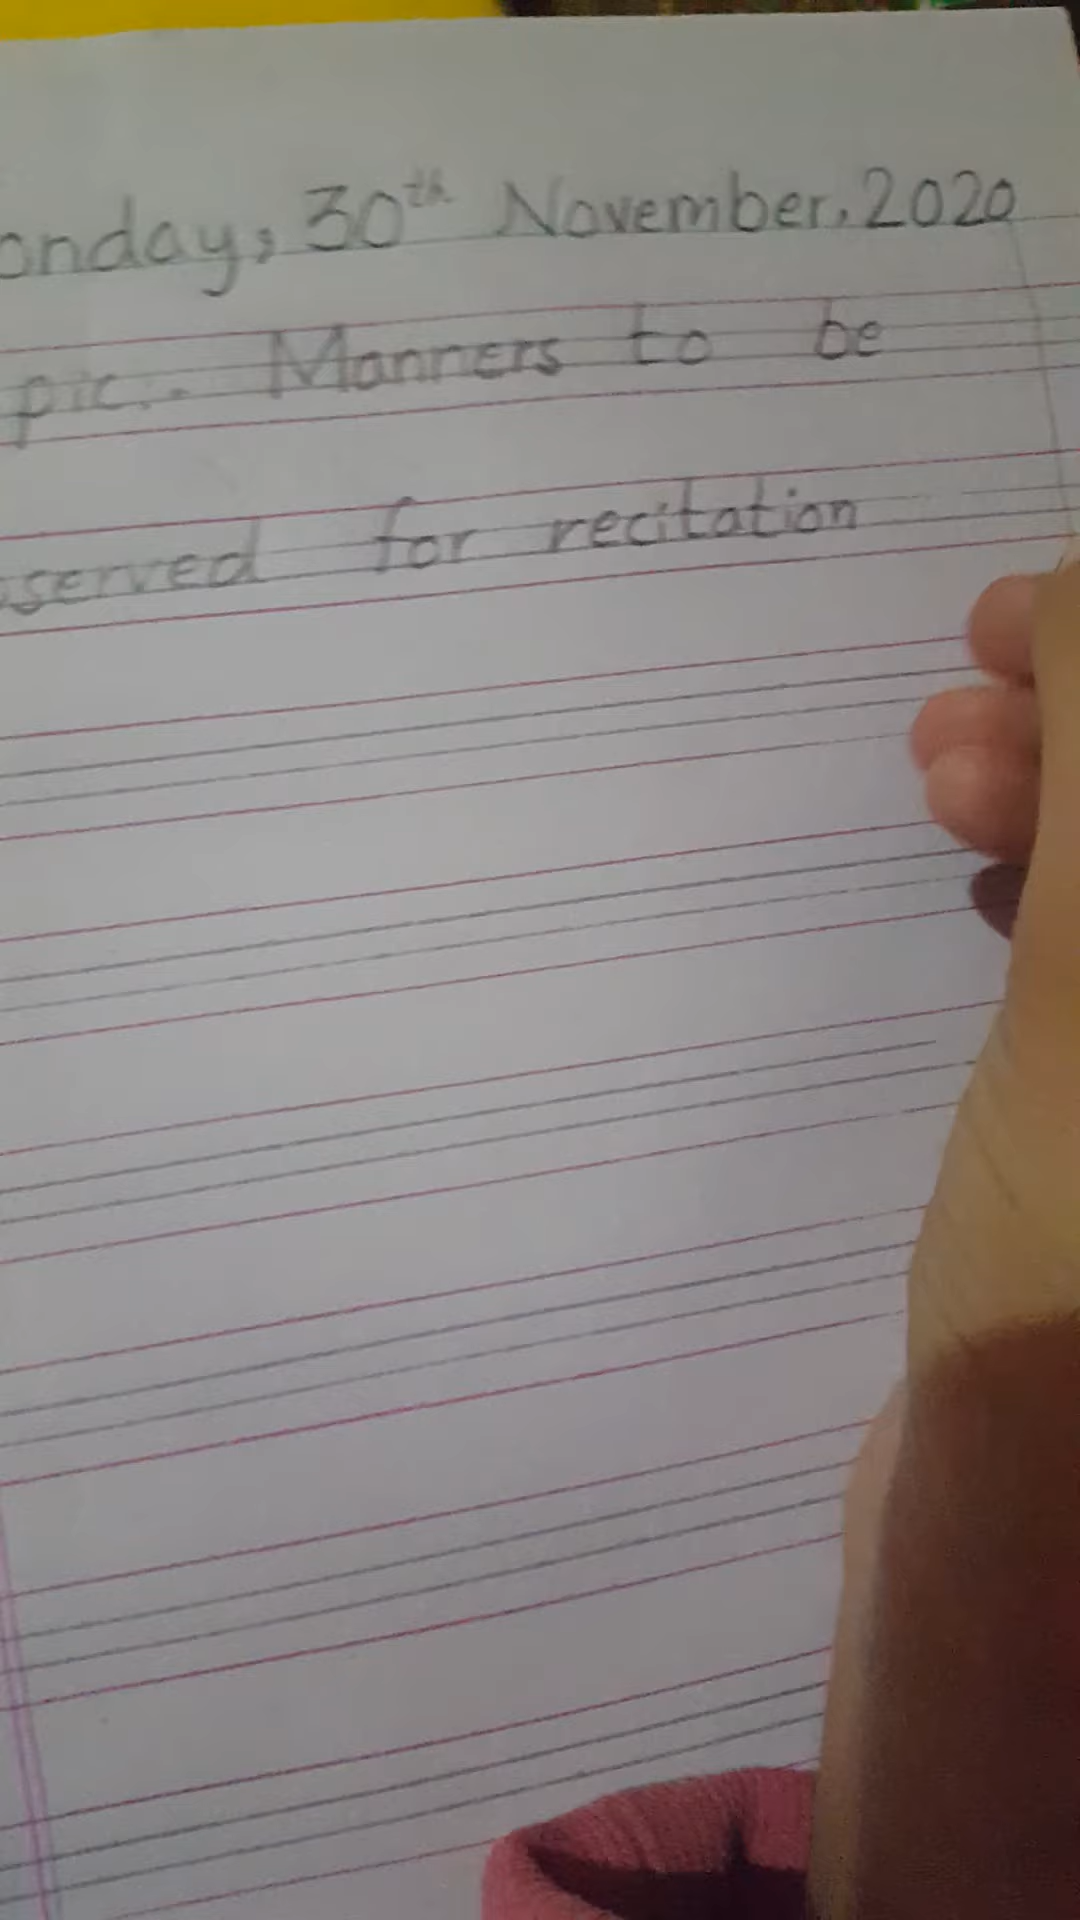 onday, 30th November, 2020
pic:- Manners to be
served for recitation